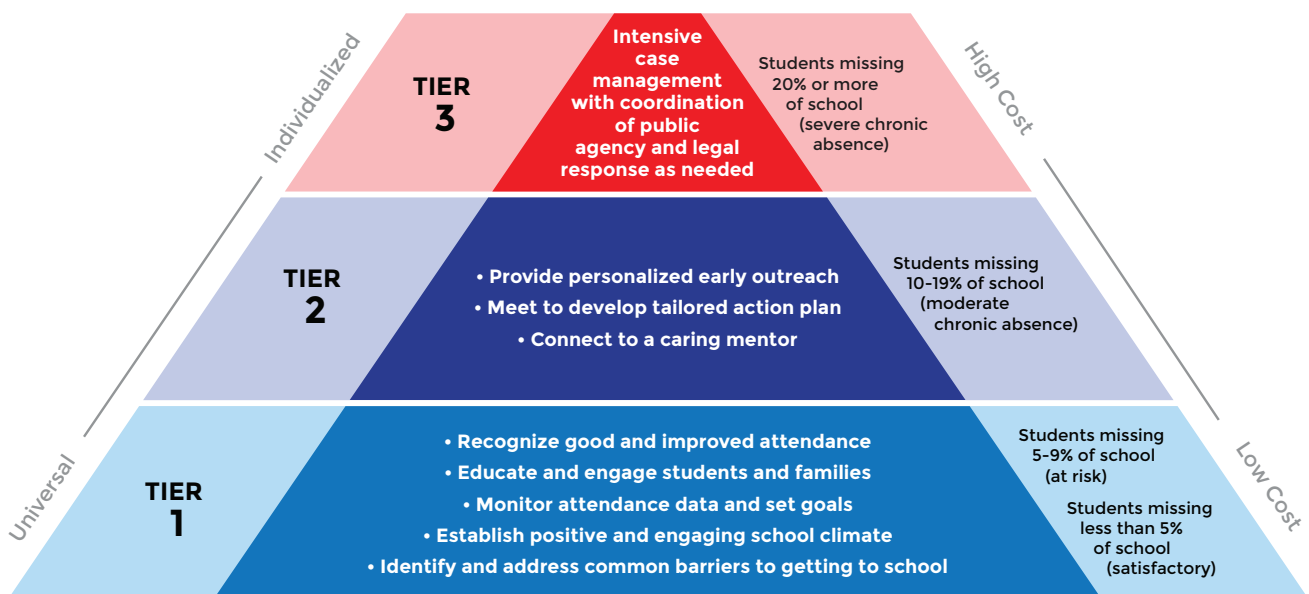 Individualized
High Cost
TIER
3
Intensive
case
management
with coordination
of public
agency and legal
response as needed
Students missing
20% or more
of school
(severe chronic
absence)
TIER
2
• Provide personalized early outreach
• Meet to develop tailored action plan
• Connect to a caring mentor
Students missing
10-19% of school
(moderate
chronic absence)
Universal
Low Cost
TIER
1
• Recognize good and improved attendance
• Educate and engage students and families
• Monitor attendance data and set goals
• Establish positive and engaging school climate
• Identify and address common barriers to getting to school
Students missing
5-9% of school
(at risk)
Students missing
less than 5%
of school
(satisfactory)